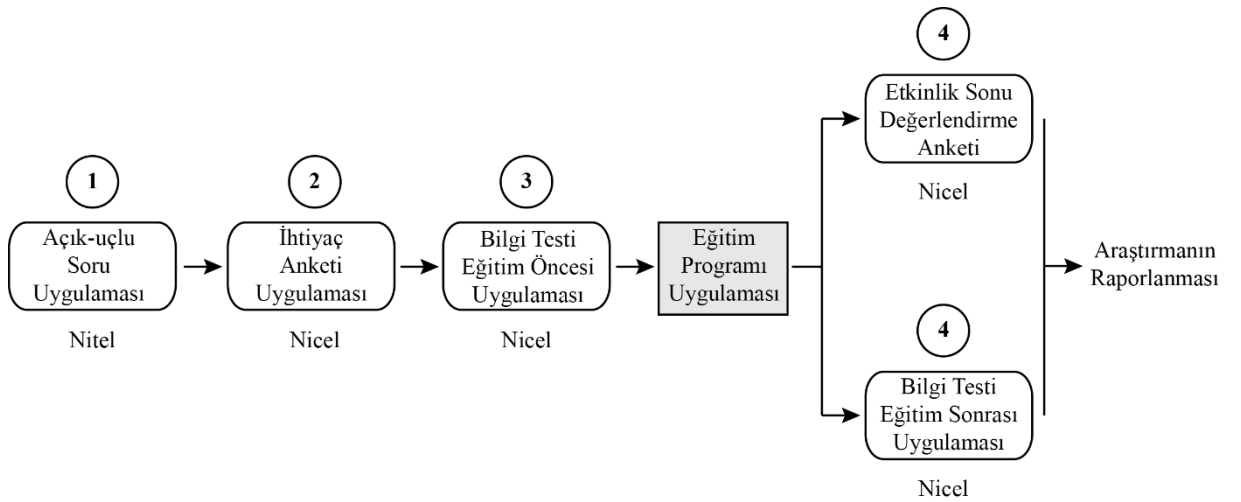 1
Açık-uçlu
Soru
Uygulaması
Nitel
2
İhtiyaç
Anketi
Uygulaması
Nicel
3
Bilgi Testi
Eğitim Öncesi
Uygulaması
Nicel
Eğitim
Programı
Uygulaması
4
Etkinlik Sonu
Değerlendirme
Anketi
Nicel
4
Bilgi Testi
Eğitim Sonrası
Uygulaması
Nicel
Araştırmanın
Raporlanması